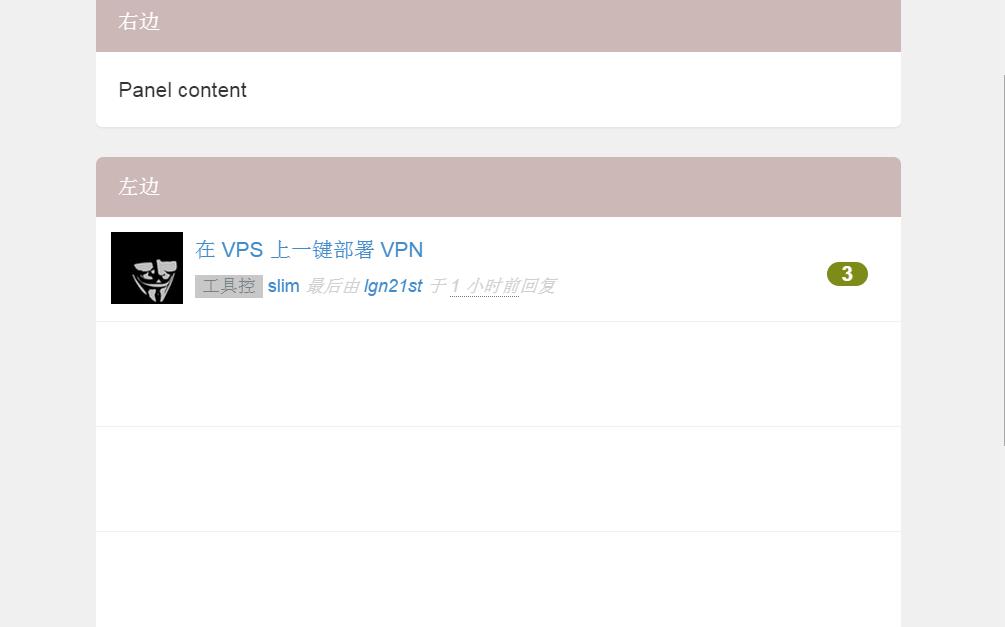 右边
Panel content
左边
在 VPS 上一键部署 VPN
工具控 slim 最后由 lgn21st 于 1 小时前回复
3